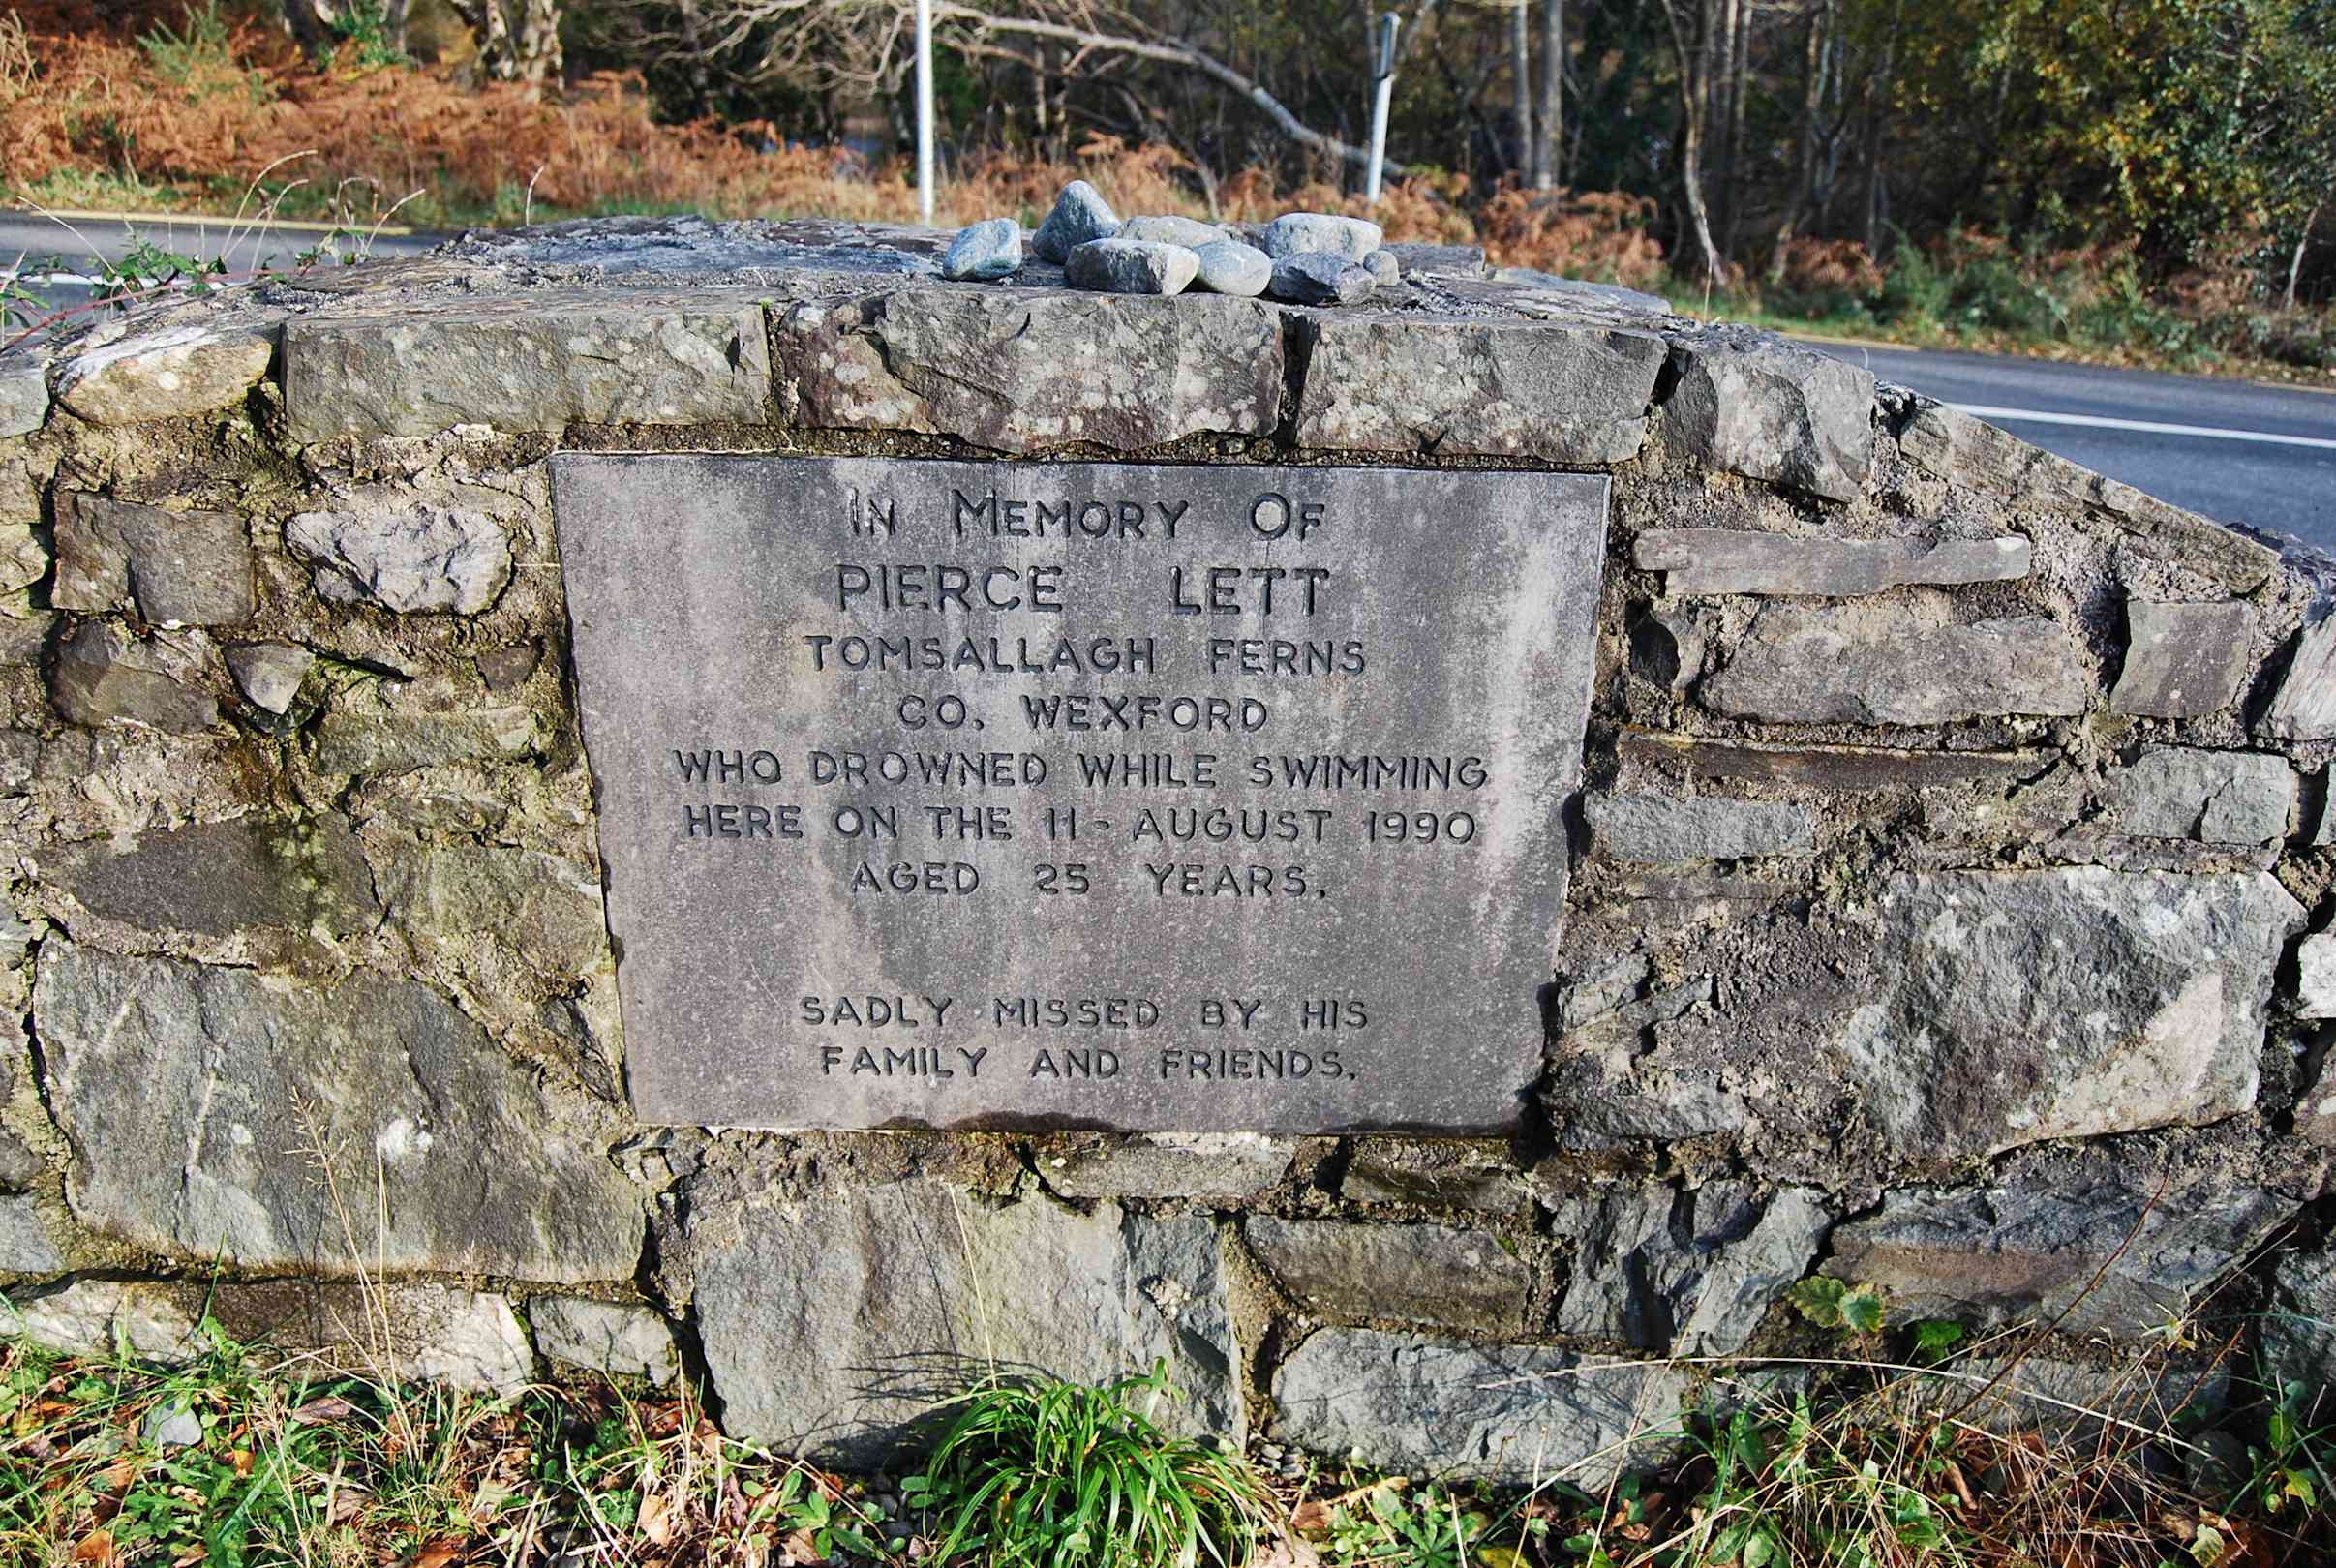 In Memory Of
PIERCE LETT
TOMSALLAGH FERNS
CO. WEXFORD
WHO DROWNED WHILE SWIMMING
HERE ON THE 11 - AUGUST 1990
AGED 25 YEARS.
SADLY MISSED BY HIS
FAMILY AND FRIENDS.